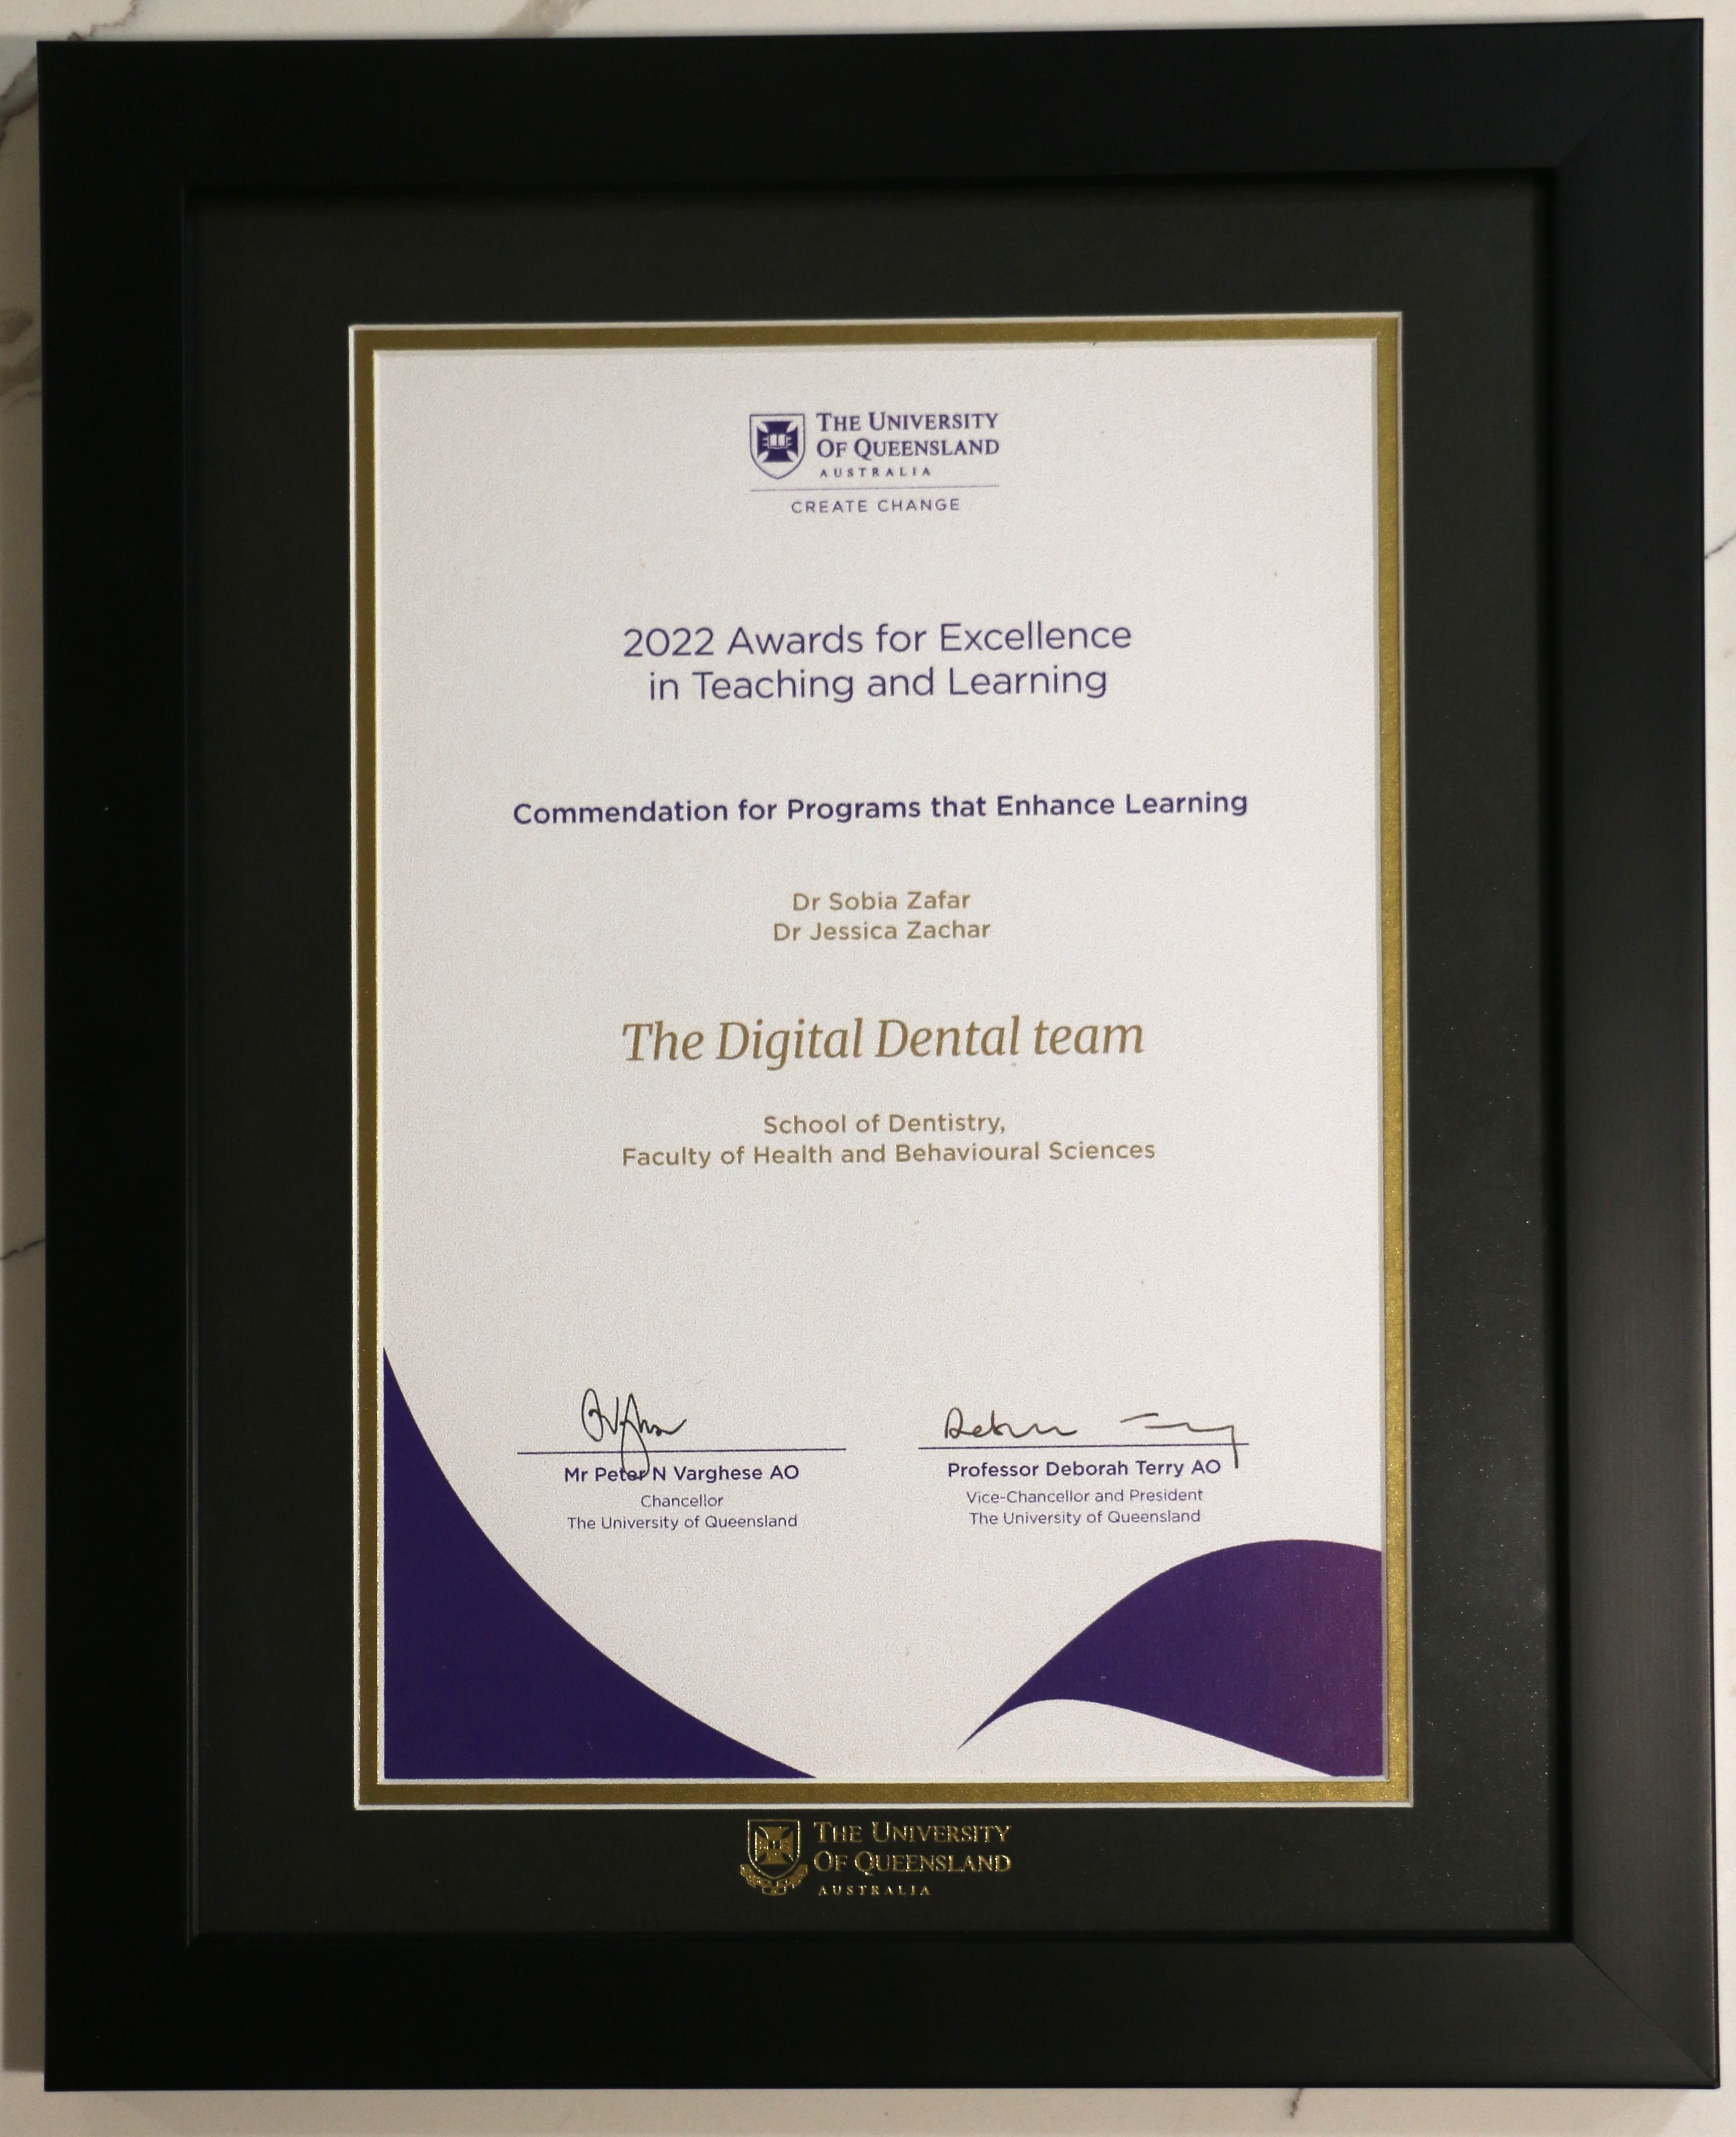 THE UNIVERSITY
OF QUEENSLAND
AUSTRALIA
CREATE CHANGE
2022 Awards for Excellence
in Teaching and Learning
Commendation for Programs that Enhance Learning
Dr Sobia Zafar
Dr Jessica Zachar
The Digital Dental team
School of Dentistry,
Faculty of Health and Behavioural Sciences
Mr Peter N Varghese AO
Chancellor
The University of Queensland
Professor Deborah Terry AO
Vice-Chancellor and President
The University of Queensland
THE UNIVERSITY
OF QUEENSLAND
AUSTRALIA